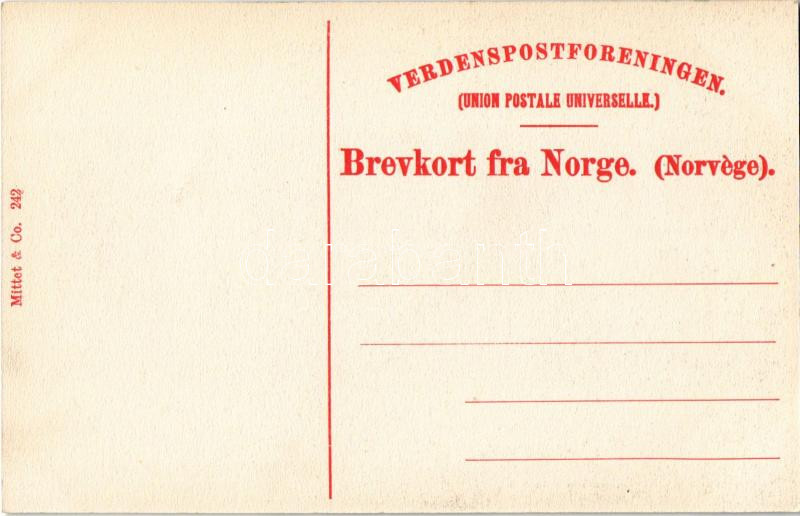 VERDENSPOSTFORENINGEN.
(UNION POSTALE UNIVERSELLE.)
Brevkort fra Norge. (Norvège).
Mittet & Co. 242